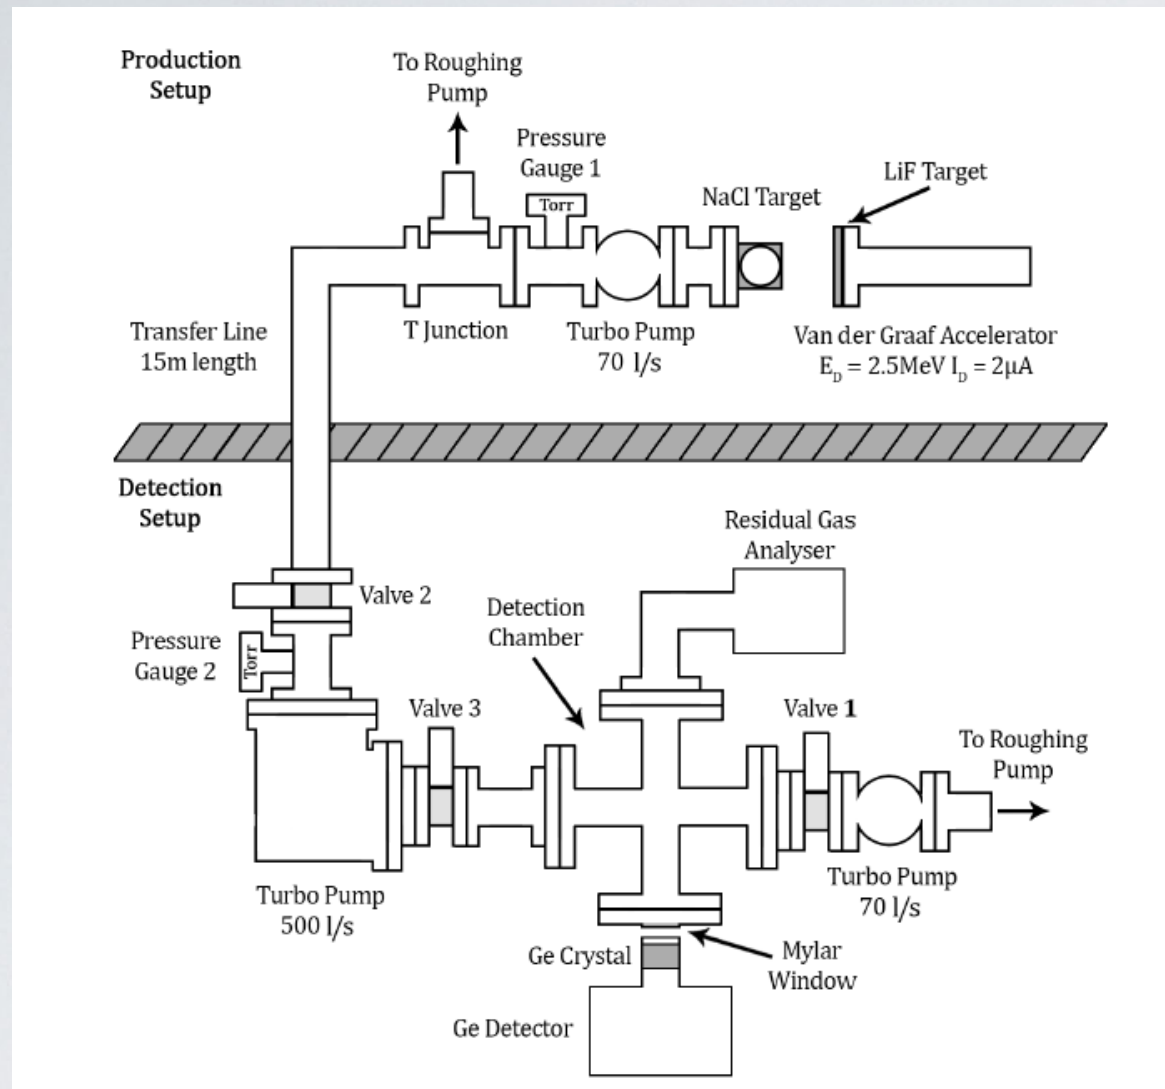 Production
Setup
To Roughing
Pump
Pressure
Gauge 1
Torr
NaCl Target
LiF Target
Transfer Line
15m length
T Junction
Turbo Pump
70 l/s
Van der Graaf Accelerator
E_D = 2.5MeV I_D = 2μA
Detection
Setup
Residual Gas
Analyser
Valve 2
Detection
Chamber
Pressure
Gauge 2
Torr
Valve 3
Valve 1
To Roughing
Pump
Turbo Pump
500 l/s
Turbo Pump
70 l/s
Ge Crystal
Mylar
Window
Ge Detector